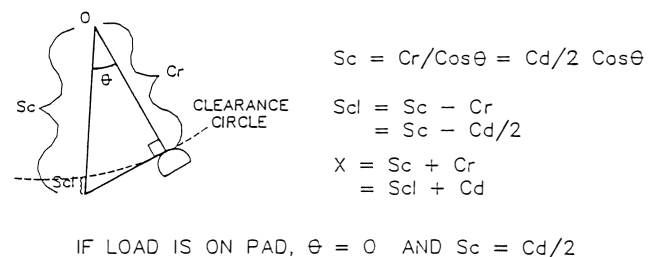 O
θ
Cr
Sc
CLEARANCE
CIRCLE
Scl
Sc = Cr/Cosθ = Cd/2 Cosθ
Scl = Sc − Cr
= Sc − Cd/2
X = Sc + Cr
= Scl + Cd
IF LOAD IS ON PAD, θ = O AND Sc = Cd/2